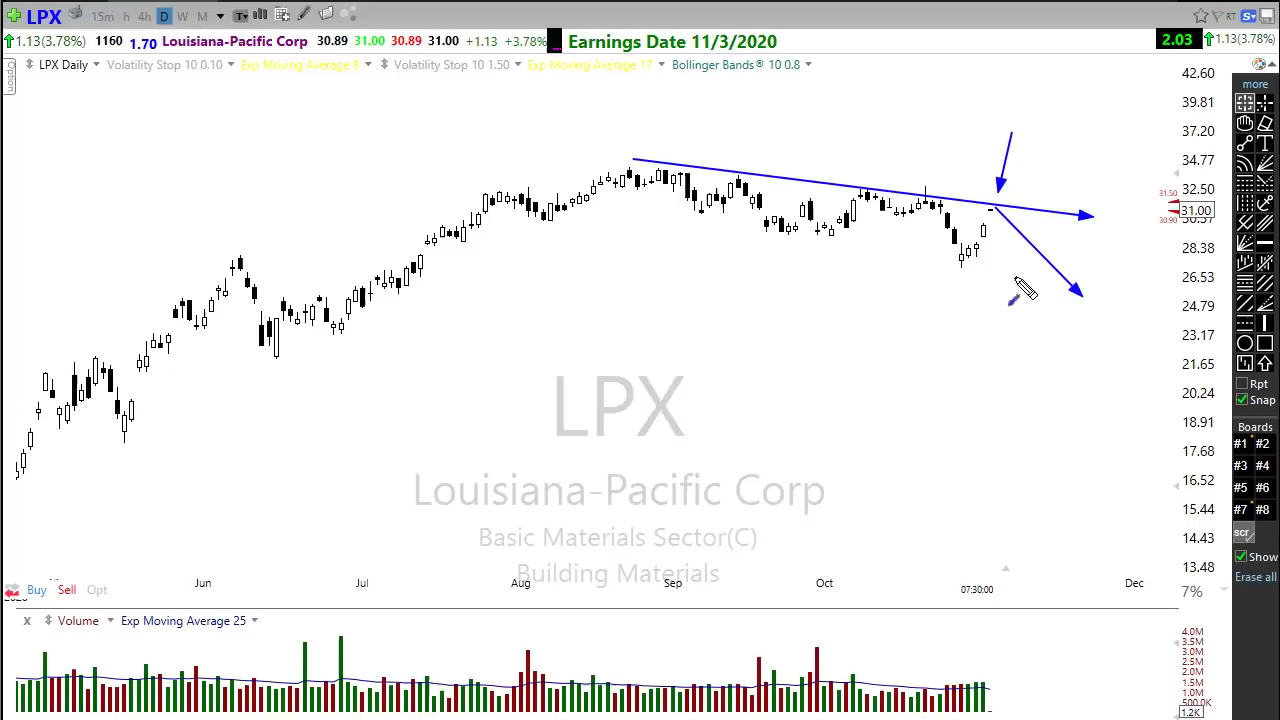 LPX 15m h 4h D W M T RT S
1.13(3.78%) 1160 1.70 Louisiana-Pacific Corp 30.89 31.00 30.89 31.00 +1.13 +3.78% ... Earnings Date 11/3/2020 2.03 1.13(3.78%)
Option
LPX Daily Volatility Stop 10 0.10 Exp Moving Average 8 Volatility Stop 10 1.50 Exp Moving Average 17 Bollinger Bands® 10 0.8
42.60
39.81
37.20
34.77
32.50
31.50
31.00
30.90
28.38
26.53
24.79
23.17
21.65
20.24
18.91
17.68
16.52
15.44
14.43
13.48
more
T
Rpt
Snap
Boards
#1 #2
#3 #4
#5 #6
#7 #8
scr
Show
Erase all
LPX
Louisiana-Pacific Corp
Basic Materials Sector(C)
Building Materials
Jun Jul Aug Sep Oct Dec
Buy Sell Opt 07:30:00 7%
X Volume Exp Moving Average 25
4.0M
3.5M
3.0M
2.5M
2.0M
1.5M
1.0M
500.0K
1.2K